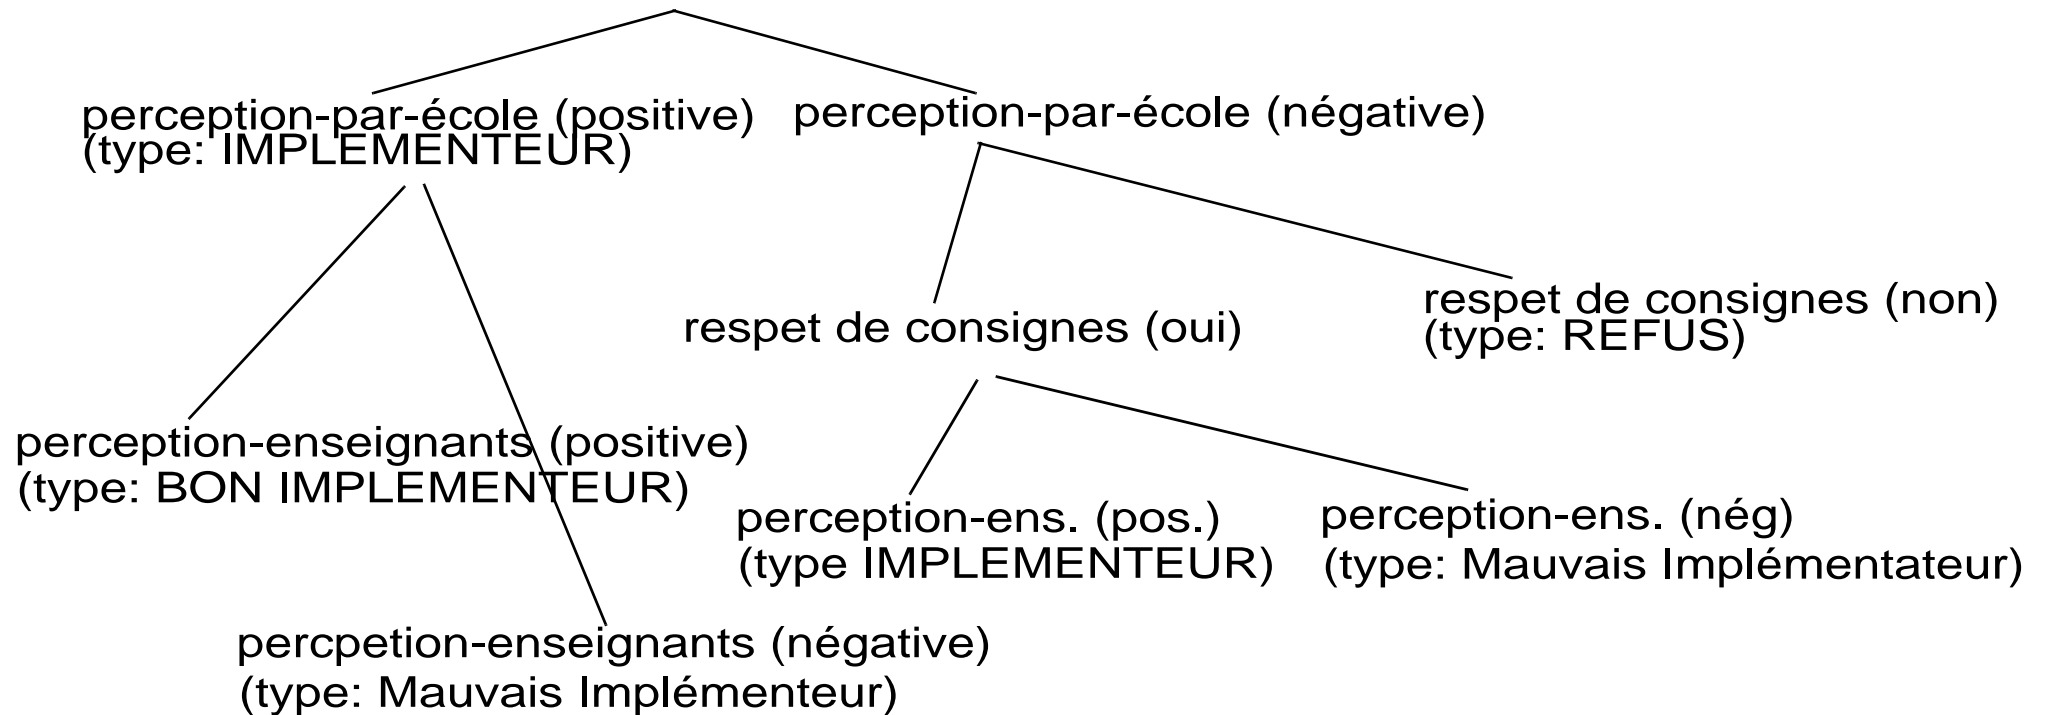 perception-par-école (positive)
(type: IMPLEMENTEUR)
perception-par-école (négative)
respet de consignes (oui)
respet de consignes (non)
(type: REFUS)
perception-enseignants (positive)
(type: BON IMPLEMENTEUR)
perception-ens. (pos.)
(type IMPLEMENTEUR)
perception-ens. (nég)
(type: Mauvais Implémentateur)
percpetion-enseignants (négative)
(type: Mauvais Implémenteur)